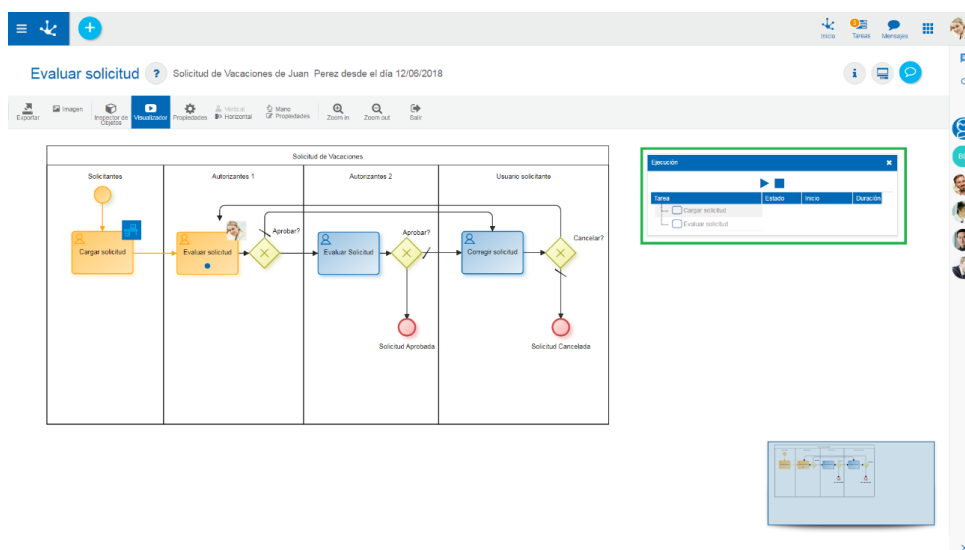 Inicio
Tareas
Mensajes
Evaluar solicitud ? Solicitud de Vacaciones de Juan Perez desde el día 12/06/2018
Exportar
Imagen
Inspector de
Objetos
Visualizador
Propiedades
Vertical
Horizontal
Mano
Propiedades
Zoom in
Zoom out
Salir
Solicitud de Vacaciones
Solicitantes
Autorizantes 1
Autorizantes 2
Usuario solicitante
Cargar solicitud
Evaluar solicitud
Aprobar?
Evaluar Solicitud
Aprobar?
Corregir solicitud
Cancelar?
Solicitud Aprobada
Solicitud Cancelada
Ejecución
Tarea Estado Inicio Duración
Cargar solicitud
Evaluar solicitud